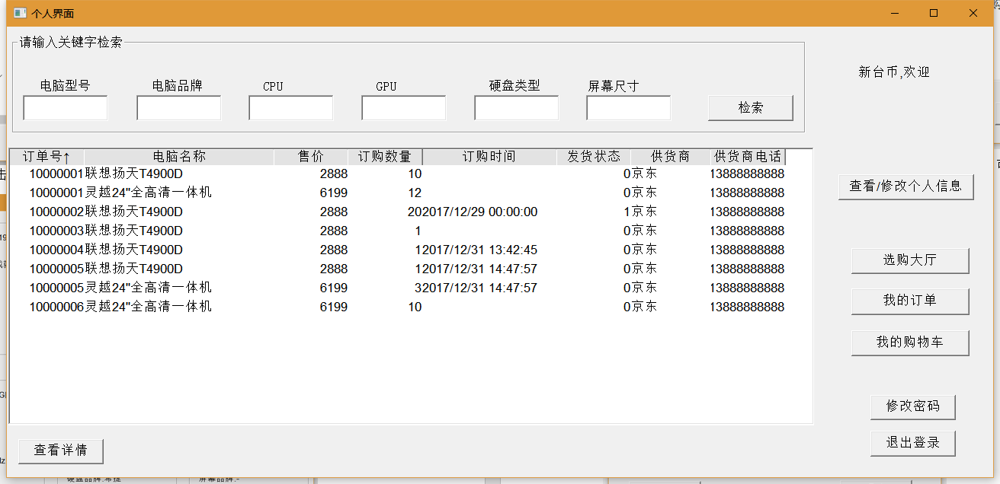 个人界面
请输入关键字检索
电脑型号 电脑品牌 CPU GPU 硬盘类型 屏幕尺寸
检索
新台币,欢迎
订单号↑ 电脑名称 售价 订购数量 订购时间 发货状态 供货商 供货商电话
10000001 联想扬天T4900D 2888 10 0 京东 13888888888
10000001 灵越24"全高清一体机 6199 12 0 京东 13888888888
10000002 联想扬天T4900D 2888 20 2017/12/29 00:00:00 1 京东 13888888888
10000003 联想扬天T4900D 2888 1 0 京东 13888888888
10000004 联想扬天T4900D 2888 1 2017/12/31 13:42:45 0 京东 13888888888
10000005 联想扬天T4900D 2888 1 2017/12/31 14:47:57 0 京东 13888888888
10000005 灵越24"全高清一体机 6199 3 2017/12/31 14:47:57 0 京东 13888888888
10000006 灵越24"全高清一体机 6199 10 0 京东 13888888888
查看/修改个人信息
选购大厅
我的订单
我的购物车
修改密码
退出登录
查看详情